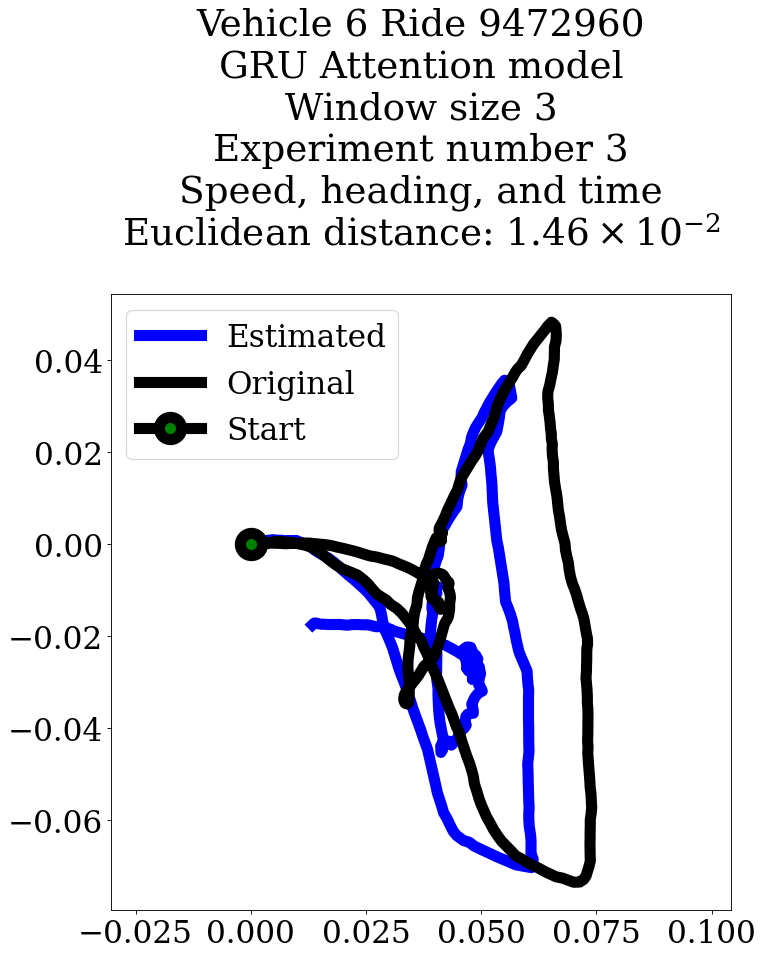 Vehicle 6 Ride 9472960
GRU Attention model
Window size 3
Experiment number 3
Speed, heading, and time
Euclidean distance: 1.46 × 10⁻²
Estimated
Original
Start
0.04
0.02
0.00
−0.02
−0.04
−0.06
−0.025 0.000 0.025 0.050 0.075 0.100